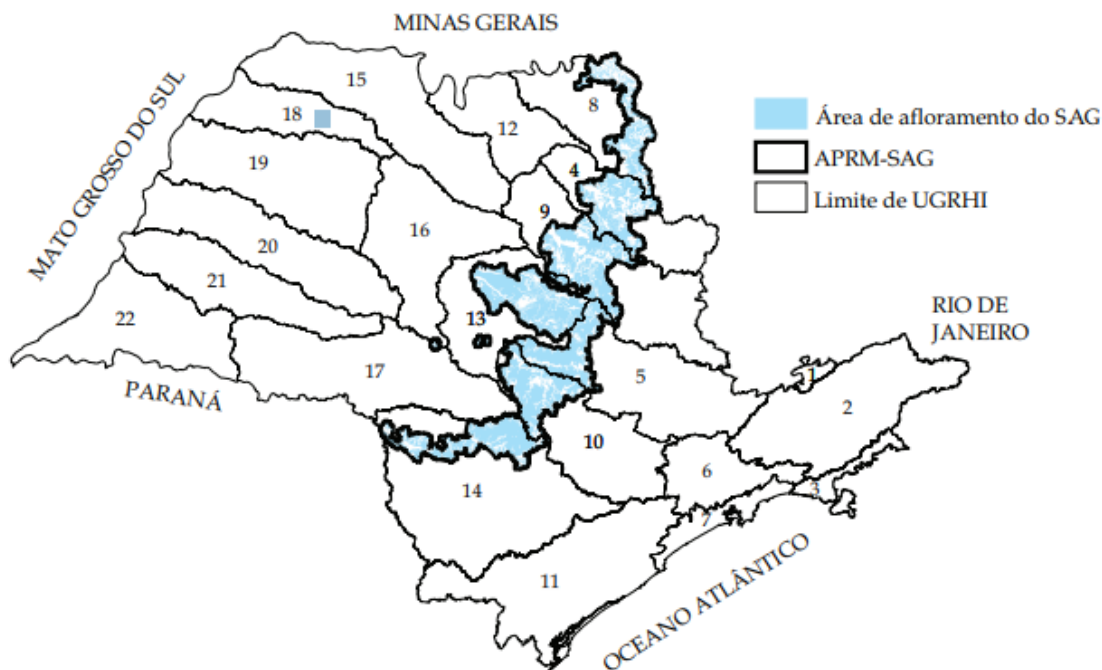 MINAS GERAIS
MATO GROSSO DO SUL
15
8
18
12
Área de afloramento do SAG
APRM-SAG
Limite de UGRHI
19
4
9
16
20
21
22
13
RIO DE
JANEIRO
PARANÁ
17
5
1
2
10
6
14
3
7
11
OCEANO ATLÂNTICO